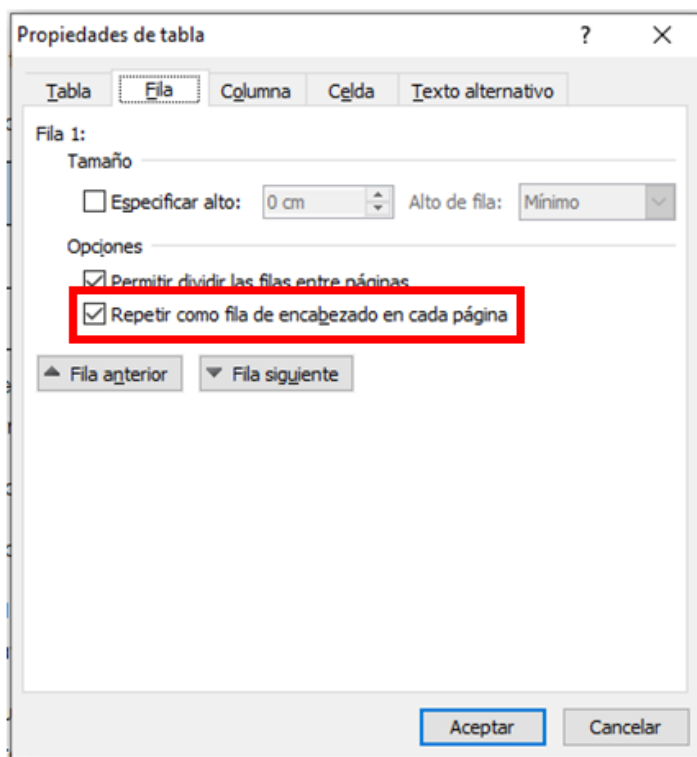 Propiedades de tabla ?
Tabla Fila Columna Celda Texto alternativo
Fila 1:
Tamaño
Especificar alto: 0 cm Alto de fila: Mínimo
Opciones
Permitir dividir las filas entre páginas
Repetir como fila de encabezado en cada página
Fila anterior Fila siguiente
Aceptar Cancelar